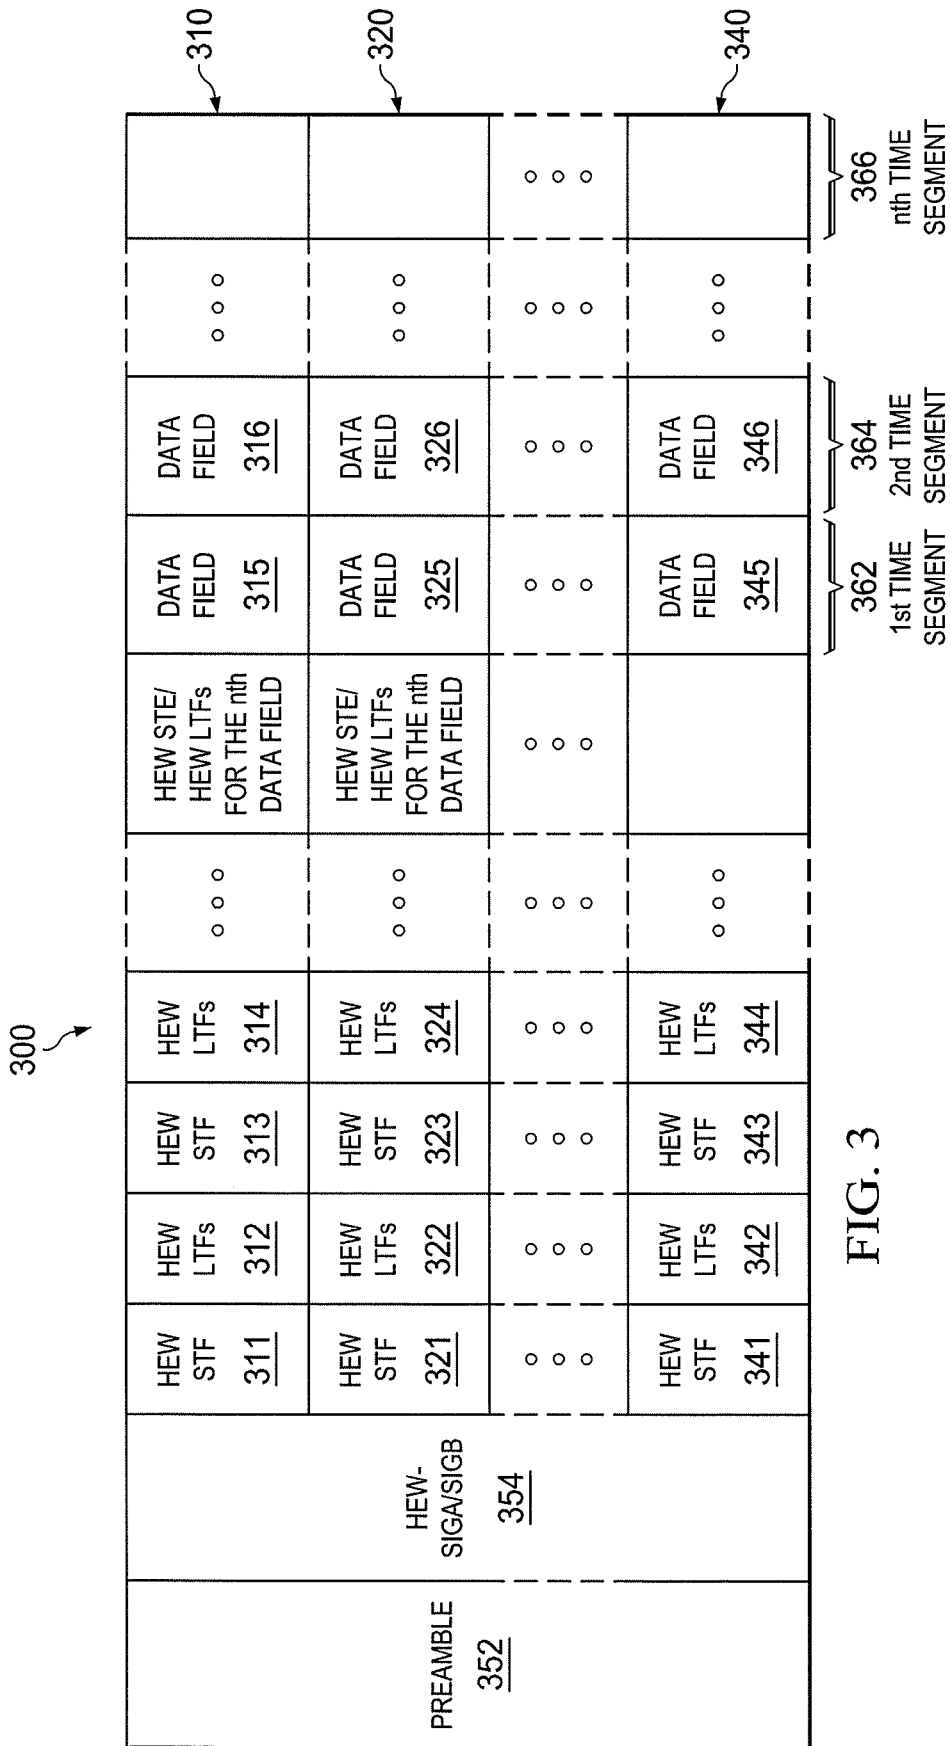 300
PREAMBLE
352
HEW-
SIGA/SIGB
354
HEW
STF
311
HEW
LTFs
312
HEW
STF
313
HEW
LTFs
314
HEW STE/
HEW LTFs
FOR THE nth
DATA FIELD
DATA
FIELD
315
DATA
FIELD
316
310
HEW
STF
321
HEW
LTFs
322
HEW
STF
323
HEW
LTFs
324
HEW STE/
HEW LTFs
FOR THE nth
DATA FIELD
DATA
FIELD
325
DATA
FIELD
326
320
HEW
STF
341
HEW
LTFs
342
HEW
STF
343
HEW
LTFs
344
DATA
FIELD
345
DATA
FIELD
346
340
362
1st TIME
SEGMENT
364
2nd TIME
SEGMENT
366
nth TIME
SEGMENT
FIG. 3